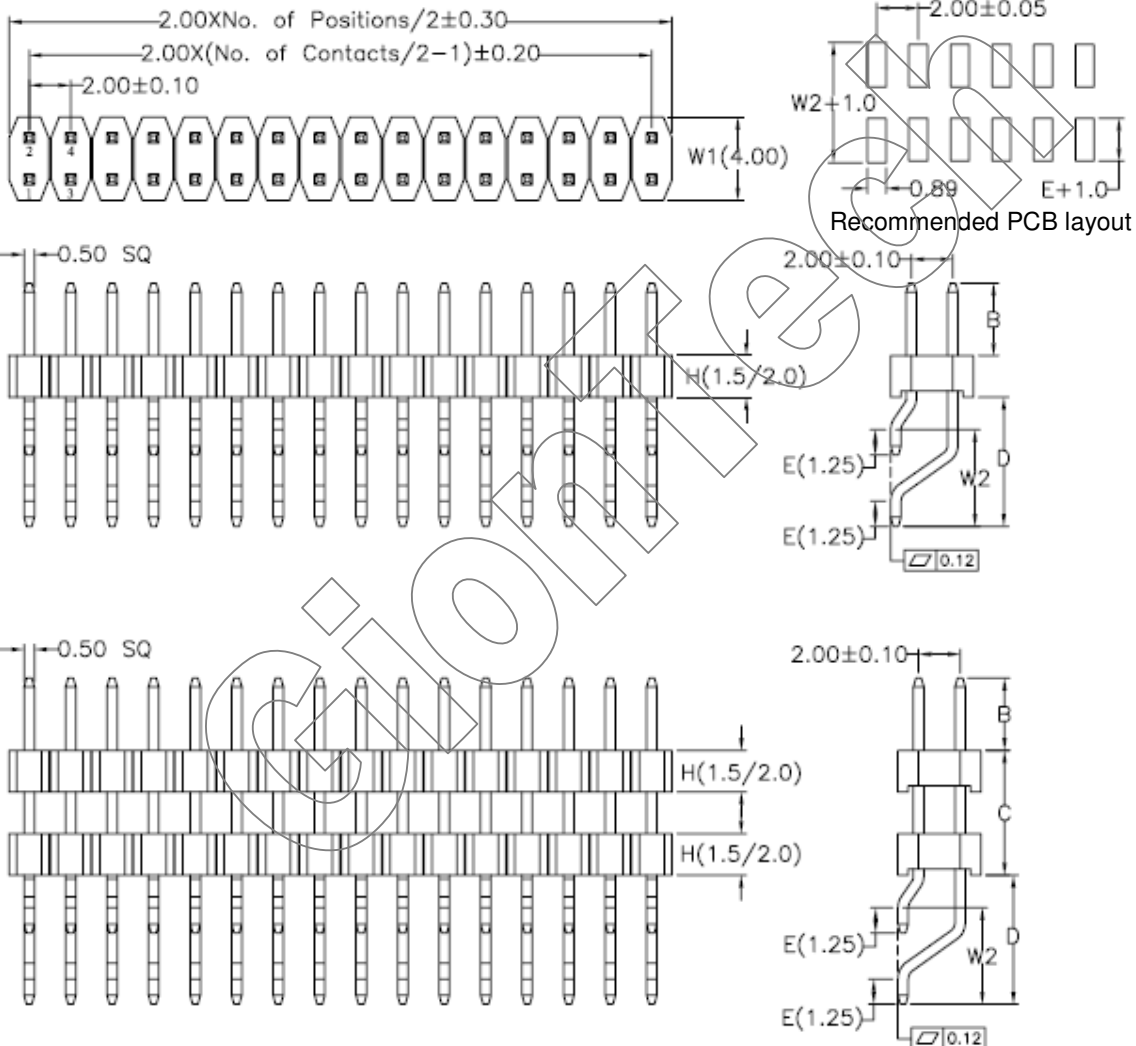 2.00XNo. of Positions/2±0.30
2.00X(No. of Contacts/2-1)±0.20
2.00±0.10
2 4
1 3
W1(4.00)
2.00±0.05
W2+1.0
0.89
E+1.0
Recommended PCB layout
0.50 SQ
H(1.5/2.0)
2.00±0.10
B
E(1.25)
W2
D
E(1.25)
0.12
GionTech
0.50 SQ
H(1.5/2.0)
H(1.5/2.0)
2.00±0.10
B
C
E(1.25)
W2
D
E(1.25)
0.12